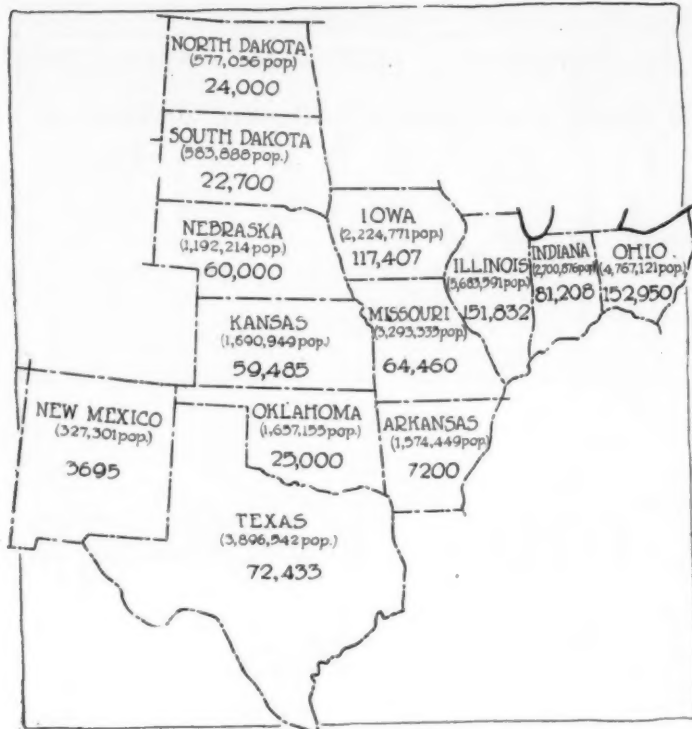 NORTH DAKOTA
(577,056 pop)
24,000
SOUTH DAKOTA
(583,888 pop.)
22,700
NEBRASKA
(1,192,214 pop.)
60,000
IOWA
(2,224,771 pop.)
117,407
ILLINOIS
(5,683,591 pop.)
151,832
INDIANA
(2,700,876 pop)
81,208
OHIO
(4,767,121 pop.)
152,950
KANSAS
(1,690,949 pop.)
59,485
MISSOURI
(3,293,335 pop.)
64,460
NEW MEXICO
(327,301 pop.)
3695
OKLAHOMA
(1,657,155 pop.)
25,000
ARKANSAS
(1,574,449 pop)
7200
TEXAS
(3,896,542 pop.)
72,433